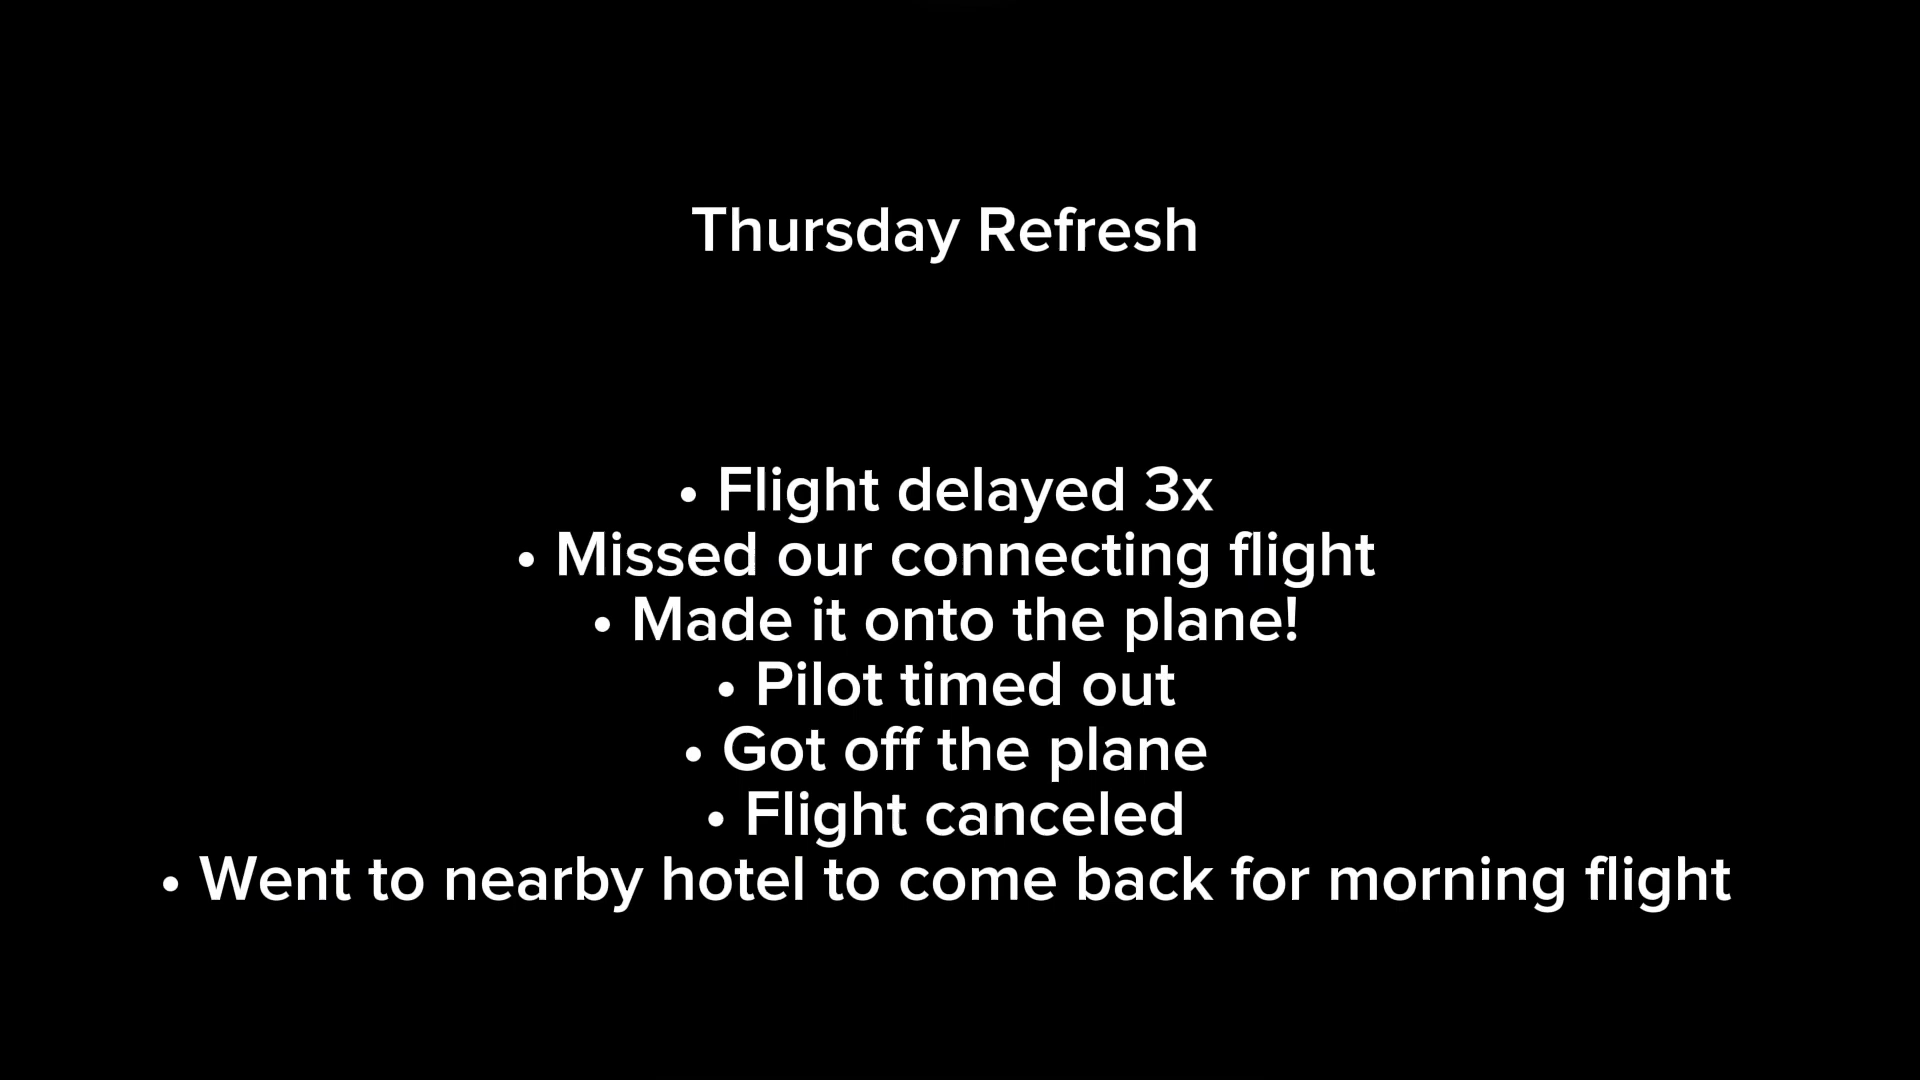 Thursday Refresh
• Flight delayed 3x
• Missed our connecting flight
• Made it onto the plane!
• Pilot timed out
• Got off the plane
• Flight canceled
• Went to nearby hotel to come back for morning flight